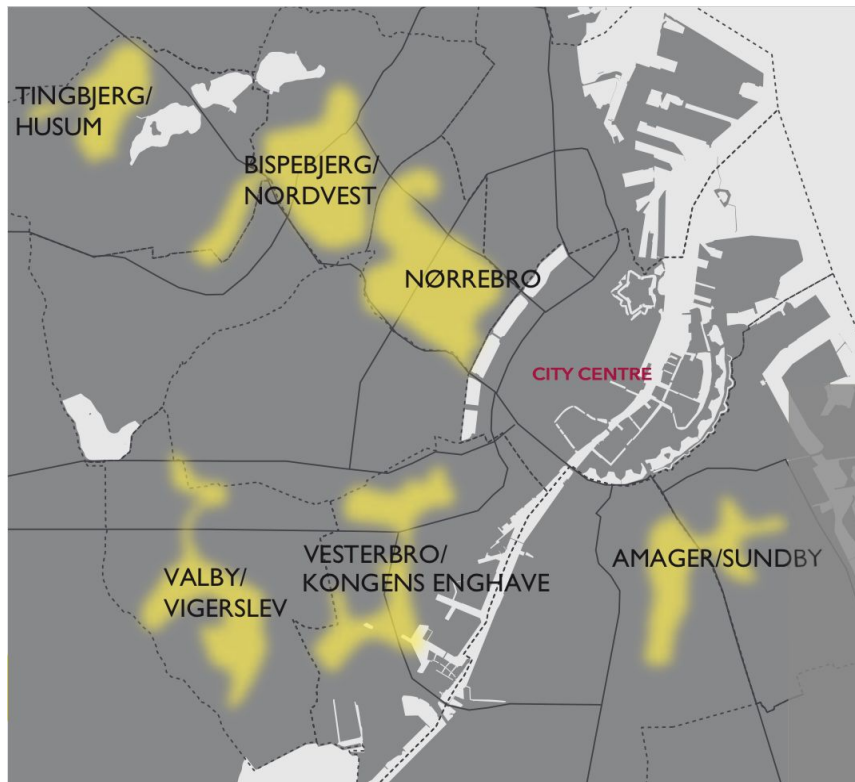 TINGBJERG/
HUSUM
BISPEBJERG/
NORDVEST
NØRREBRO
CITY CENTRE
VESTERBRO/
KONGENS ENGHAVE
AMAGER/SUNDBY
VALBY/
VIGERSLEV